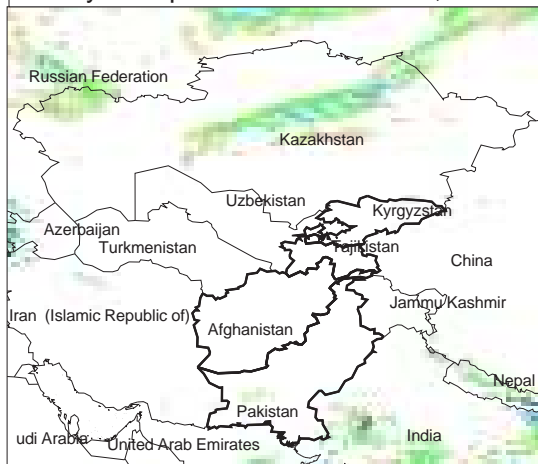 Russian Federation
Kazakhstan
Uzbekistan
Kyrgyzstan
Azerbaijan
Turkmenistan
Tajikistan
China
Jammu Kashmir
Iran (Islamic Republic of)
Afghanistan
Nepal
Pakistan
udi Arabia
United Arab Emirates
India